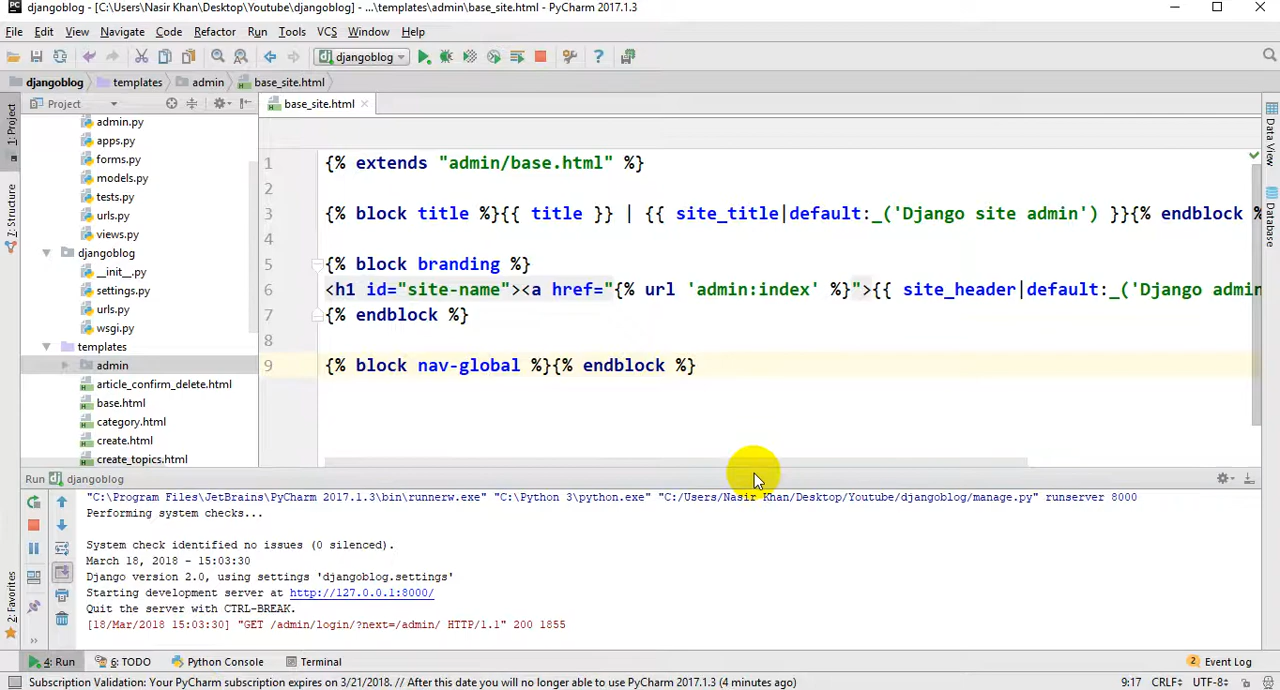 djangoblog - [C:\Users\Nasir Khan\Desktop\Youtube\djangoblog] - ...\templates\admin\base_site.html - PyCharm 2017.1.3
File Edit View Navigate Code Refactor Run Tools VCS Window Help
djangoblog
djangoblog templates admin base_site.html
Project
base_site.html
1: Project
7: Structure
2: Favorites
admin.py
apps.py
forms.py
models.py
tests.py
urls.py
views.py
djangoblog
__init__.py
settings.py
urls.py
wsgi.py
templates
admin
article_confirm_delete.html
base.html
category.html
create.html
create_topics.html
1 {% extends "admin/base.html" %}
2
3 {% block title %}{{ title }} | {{ site_title|default:_('Django site admin') }}{% endblock %
4
5 {% block branding %}
6 <h1 id="site-name"><a href="{% url 'admin:index' %}">{{ site_header|default:_('Django admin
7 {% endblock %}
8
9 {% block nav-global %}{% endblock %}
Data View
Database
Run djangoblog
"C:\Program Files\JetBrains\PyCharm 2017.1.3\bin\runnerw.exe" "C:\Python 3\python.exe" "C:/Users/Nasir Khan/Desktop/Youtube/djangoblog/manage.py" runserver 8000
Performing system checks...
System check identified no issues (0 silenced).
March 18, 2018 - 15:03:30
Django version 2.0, using settings 'djangoblog.settings'
Starting development server at http://127.0.0.1:8000/
Quit the server with CTRL-BREAK.
[18/Mar/2018 15:03:30] "GET /admin/login/?next=/admin/ HTTP/1.1" 200 1855
4: Run 6: TODO Python Console Terminal 2 Event Log
Subscription Validation: Your PyCharm subscription expires on 3/21/2018. // After this date you will no longer able to use PyCharm 2017.1.3 (4 minutes ago) 9:17 CRLF UTF-8